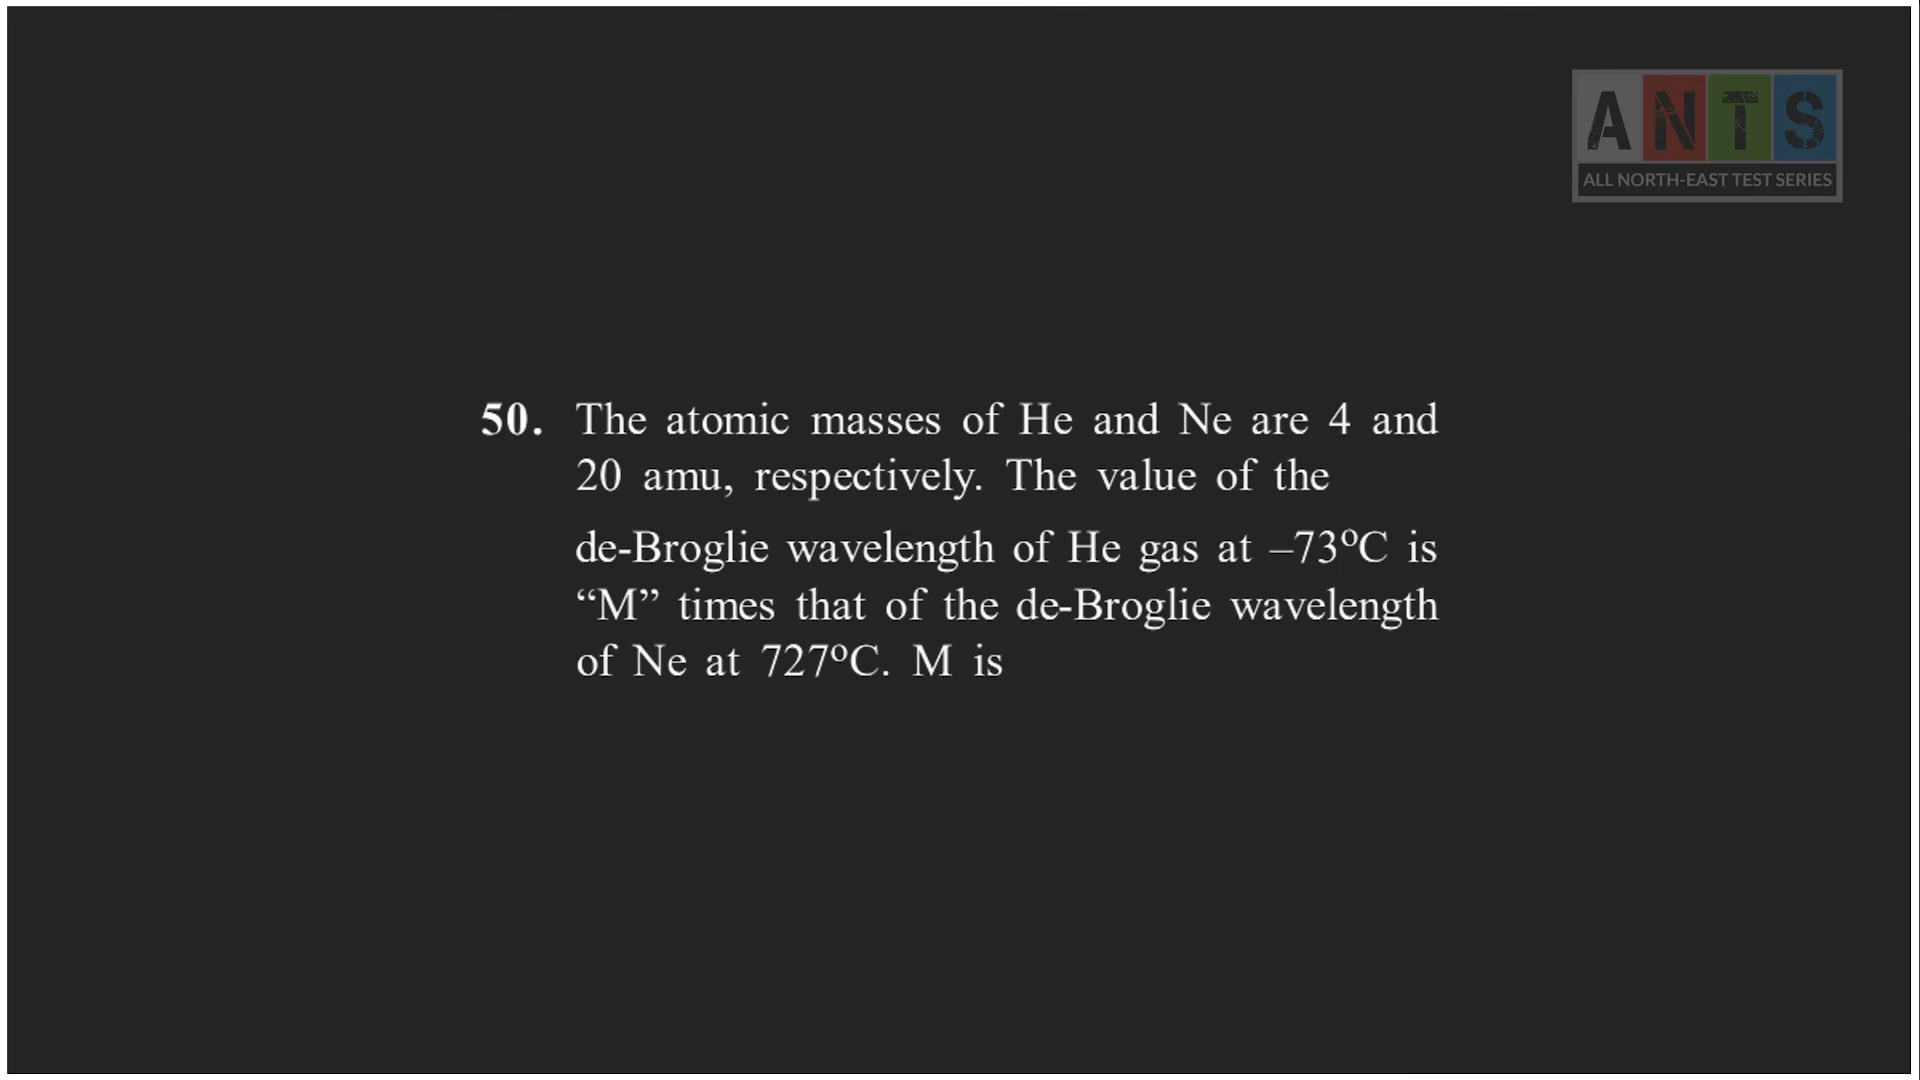 ANTS
ALL NORTH-EAST TEST SERIES
50. The atomic masses of He and Ne are 4 and
20 amu, respectively. The value of the
de-Broglie wavelength of He gas at –73°C is
“M” times that of the de-Broglie wavelength
of Ne at 727°C. M is